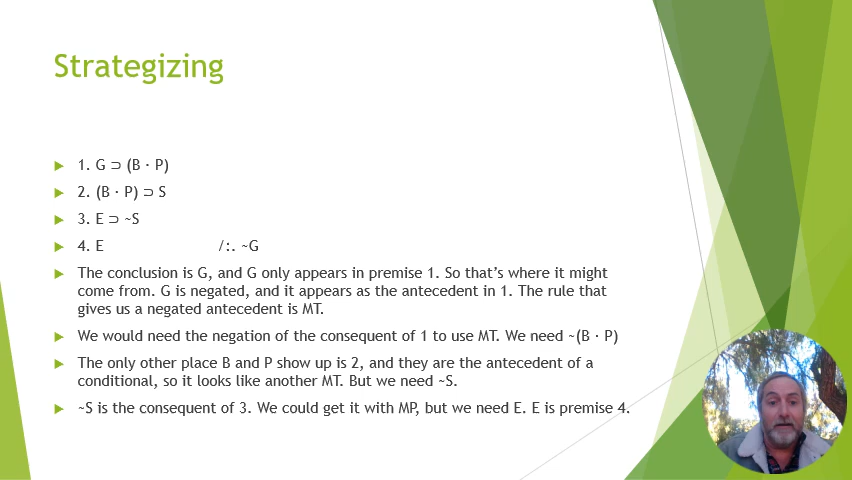 Strategizing
1. G ⊃ (B · P)
2. (B · P) ⊃ S
3. E ⊃ ~S
4. E /:. ~G
The conclusion is G, and G only appears in premise 1. So that’s where it might
come from. G is negated, and it appears as the antecedent in 1. The rule that
gives us a negated antecedent is MT.
We would need the negation of the consequent of 1 to use MT. We need ~(B · P)
The only other place B and P show up is 2, and they are the antecedent of a
conditional, so it looks like another MT. But we need ~S.
~S is the consequent of 3. We could get it with MP, but we need E. E is premise 4.